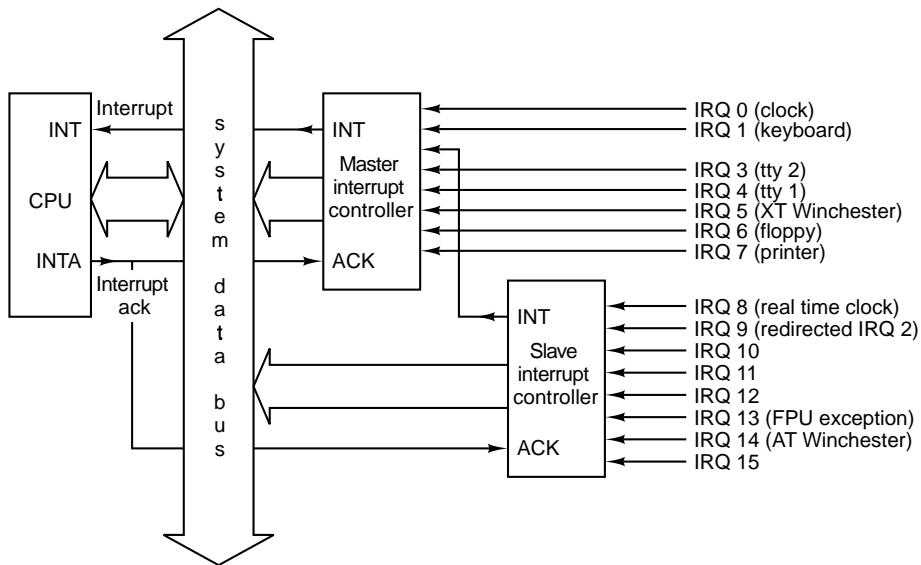 Interrupt
INT
CPU
INTA
Interrupt
ack
system data bus
INT
Master
interrupt
controller
ACK
IRQ 0 (clock)
IRQ 1 (keyboard)
IRQ 3 (tty 2)
IRQ 4 (tty 1)
IRQ 5 (XT Winchester)
IRQ 6 (floppy)
IRQ 7 (printer)
INT
Slave
interrupt
controller
ACK
IRQ 8 (real time clock)
IRQ 9 (redirected IRQ 2)
IRQ 10
IRQ 11
IRQ 12
IRQ 13 (FPU exception)
IRQ 14 (AT Winchester)
IRQ 15